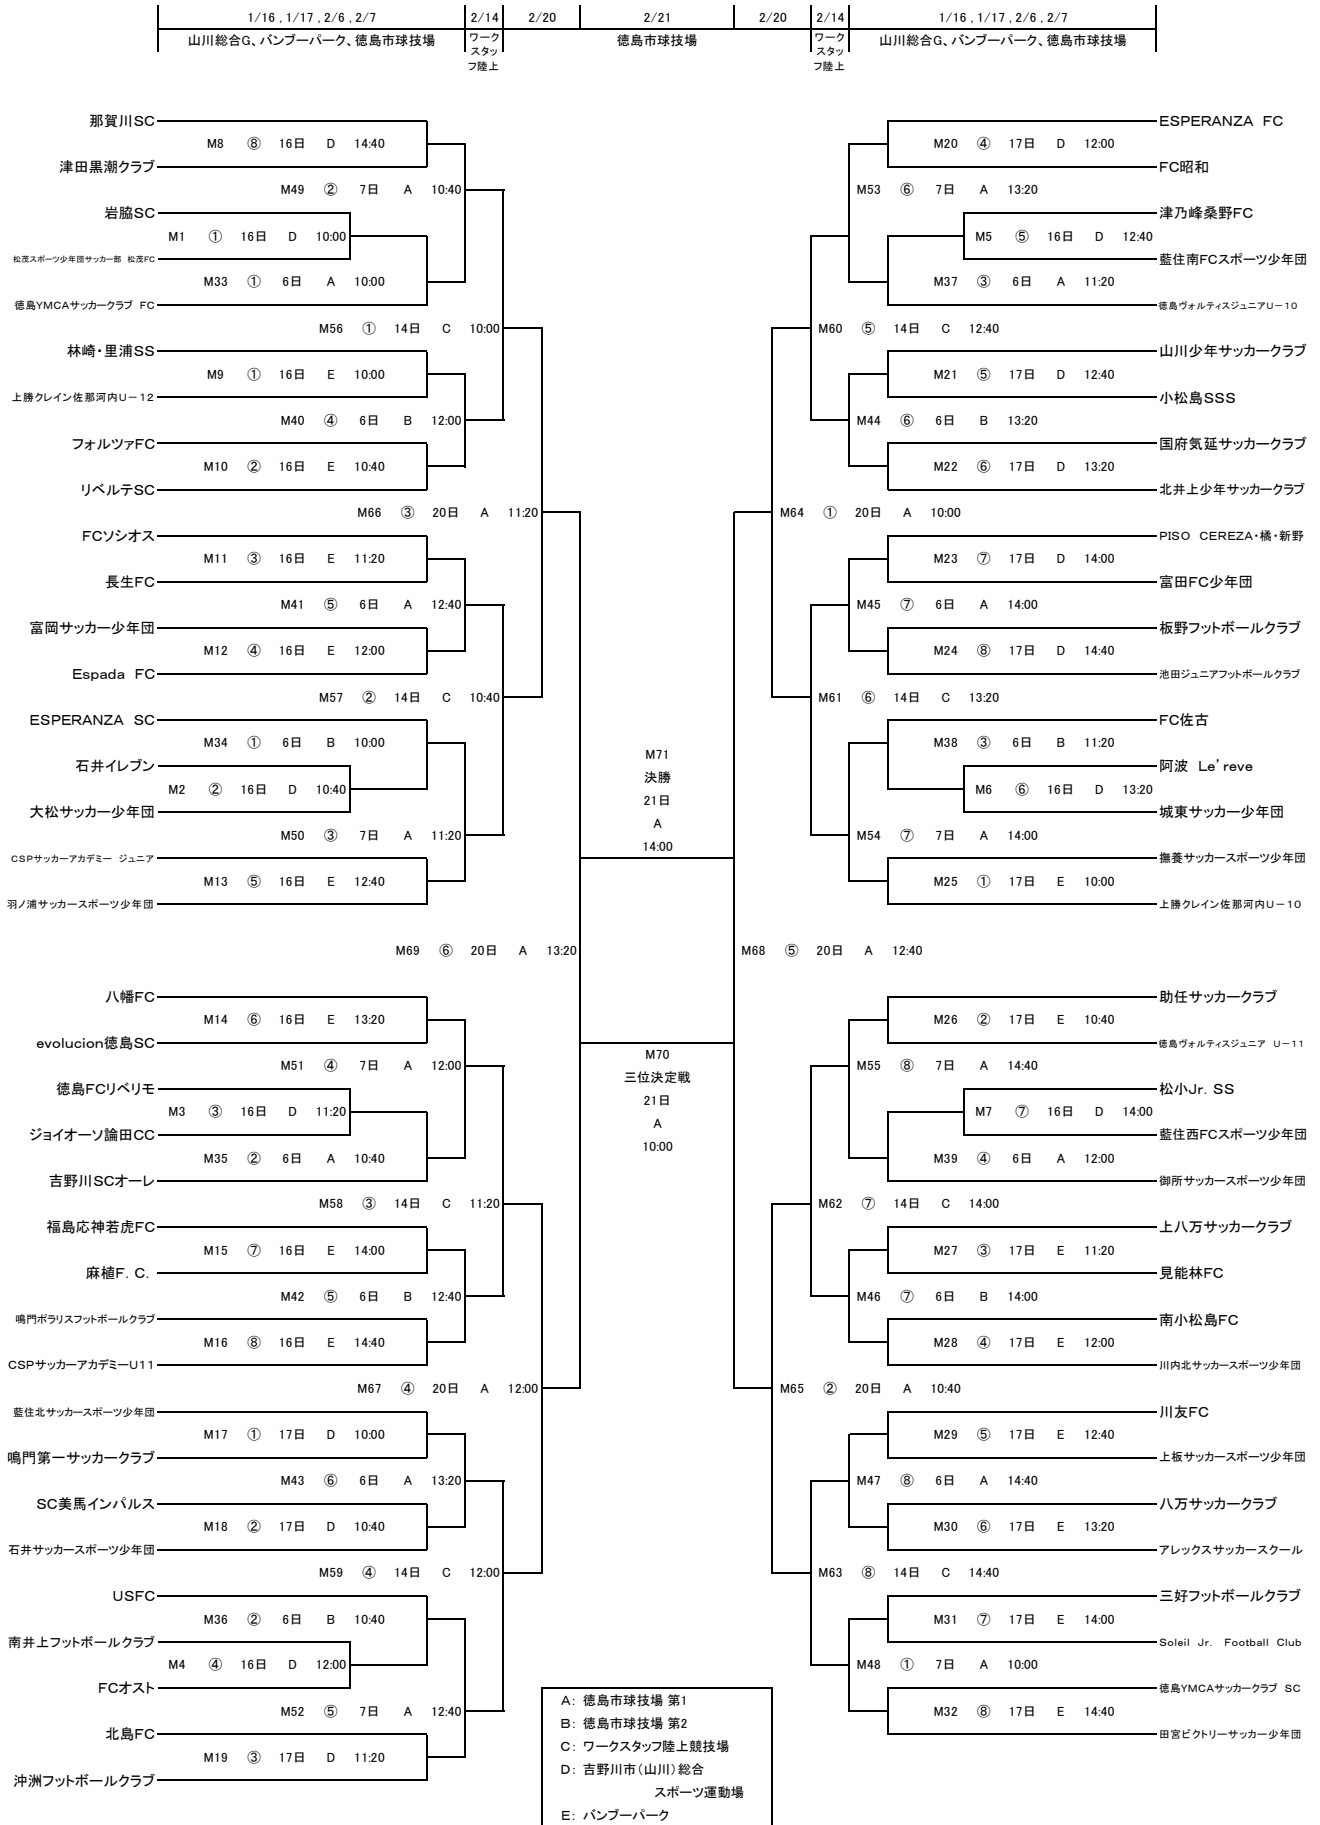 1/16 , 1/17 , 2/6 , 2/7 2/14 2/20 2/21 2/20 2/14 1/16 , 1/17 , 2/6 , 2/7
山川総合G、バンブーパーク、徳島市球技場 ワークスタッフ陸上 徳島市球技場 ワークスタッフ陸上 山川総合G、バンブーパーク、徳島市球技場
那賀川SC
M8 ⑧ 16日 D 14:40
津田黒潮クラブ
M49 ② 7日 A 10:40
岩脇SC
M1 ① 16日 D 10:00
松茂スポーツ少年団サッカー部 松茂FC
M33 ① 6日 A 10:00
徳島YMCAサッカークラブ FC
M56 ① 14日 C 10:00
林崎・里浦SS
M9 ① 16日 E 10:00
上勝クレイン佐那河内U-12
M40 ④ 6日 B 12:00
フォルツァFC
M10 ② 16日 E 10:40
リベルテSC
M66 ③ 20日 A 11:20
FCソシオス
M11 ③ 16日 E 11:20
長生FC
M41 ⑤ 6日 A 12:40
富岡サッカー少年団
M12 ④ 16日 E 12:00
Espada FC
M57 ② 14日 C 10:40
ESPERANZA SC
M34 ① 6日 B 10:00
石井イレブン
M2 ② 16日 D 10:40
大松サッカー少年団
M50 ③ 7日 A 11:20
CSPサッカーアカデミー ジュニア
M13 ⑤ 16日 E 12:40
羽ノ浦サッカースポーツ少年団
M69 ⑥ 20日 A 13:20
八幡FC
M14 ⑥ 16日 E 13:20
evolucion徳島SC
M51 ④ 7日 A 12:00
徳島FCリベリモ
M3 ③ 16日 D 11:20
ジョイオーソ論田CC
M35 ② 6日 A 10:40
吉野川SCオーレ
M58 ③ 14日 C 11:20
福島応神若虎FC
M15 ⑦ 16日 E 14:00
麻植F.C.
M42 ⑤ 6日 B 12:40
鳴門ポラリスフットボールクラブ
M16 ⑧ 16日 E 14:40
CSPサッカーアカデミーU11
M67 ④ 20日 A 12:00
藍住北サッカースポーツ少年団
M17 ① 17日 D 10:00
鳴門第一サッカークラブ
M43 ⑥ 6日 A 13:20
SC美馬インパルス
M18 ② 17日 D 10:40
石井サッカースポーツ少年団
M59 ④ 14日 C 12:00
USFC
M36 ② 6日 B 10:40
南井上フットボールクラブ
M4 ④ 16日 D 12:00
FCオスト
M52 ⑤ 7日 A 12:40
北島FC
M19 ③ 17日 D 11:20
沖洲フットボールクラブ
M71
決勝
21日
A
14:00
M70
三位決定戦
21日
A
10:00
ESPERANZA FC
M20 ④ 17日 D 12:00
FC昭和
M53 ⑥ 7日 A 13:20
津乃峰桑野FC
M5 ⑤ 16日 D 12:40
藍住南FCスポーツ少年団
M37 ③ 6日 A 11:20
徳島ヴォルティスジュニアU-10
M60 ⑤ 14日 C 12:40
山川少年サッカークラブ
M21 ⑤ 17日 D 12:40
小松島SSS
M44 ⑥ 6日 B 13:20
国府気延サッカークラブ
M22 ⑥ 17日 D 13:20
北井上少年サッカークラブ
M64 ① 20日 A 10:00
PISO CEREZA・橘・新野
M23 ⑦ 17日 D 14:00
富田FC少年団
M45 ⑦ 6日 A 14:00
板野フットボールクラブ
M24 ⑧ 17日 D 14:40
池田ジュニアフットボールクラブ
M61 ⑥ 14日 C 13:20
FC佐古
M38 ③ 6日 B 11:20
阿波 Le'reve
M6 ⑥ 16日 D 13:20
城東サッカー少年団
M54 ⑦ 7日 A 14:00
撫養サッカースポーツ少年団
M25 ① 17日 E 10:00
上勝クレイン佐那河内U-10
M68 ⑤ 20日 A 12:40
助任サッカークラブ
M26 ② 17日 E 10:40
徳島ヴォルティスジュニア U-11
M55 ⑧ 7日 A 14:40
松小Jr.SS
M7 ⑦ 16日 D 14:00
藍住西FCスポーツ少年団
M39 ④ 6日 A 12:00
御所サッカースポーツ少年団
M62 ⑦ 14日 C 14:00
上八万サッカークラブ
M27 ③ 17日 E 11:20
見能林FC
M46 ⑦ 6日 B 14:00
南小松島FC
M28 ④ 17日 E 12:00
川内北サッカースポーツ少年団
M65 ② 20日 A 10:40
川友FC
M29 ⑤ 17日 E 12:40
上板サッカースポーツ少年団
M47 ⑧ 6日 A 14:40
八万サッカークラブ
M30 ⑥ 17日 E 13:20
アレックスサッカースクール
M63 ⑧ 14日 C 14:40
三好フットボールクラブ
M31 ⑦ 17日 E 14:00
Soleil Jr. Football Club
M48 ① 7日 A 10:00
徳島YMCAサッカークラブ SC
M32 ⑧ 17日 E 14:40
田宮ビクトリーサッカー少年団
A: 徳島市球技場 第1
B: 徳島市球技場 第2
C: ワークスタッフ陸上競技場
D: 吉野川市(山川)総合
スポーツ運動場
E: バンブーパーク